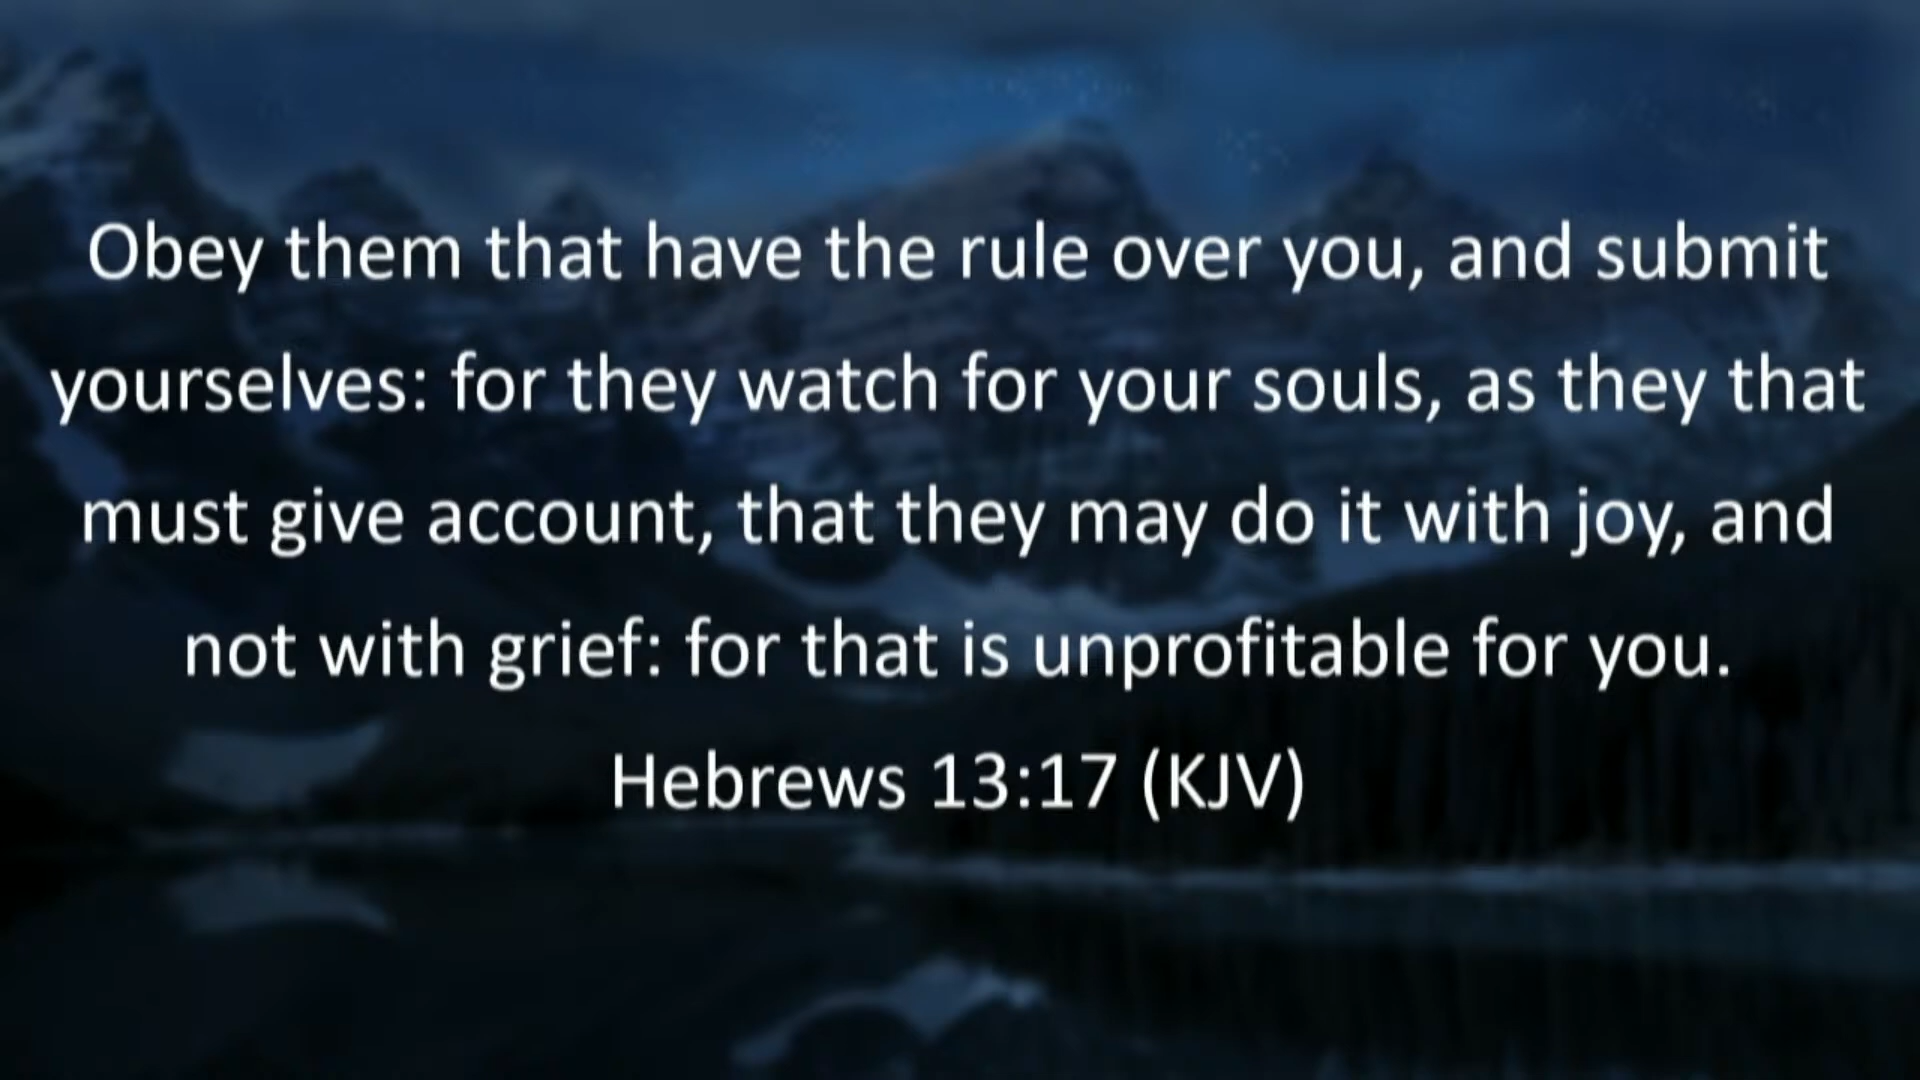 Obey them that have the rule over you, and submit
yourselves: for they watch for your souls, as they that
must give account, that they may do it with joy, and
not with grief: for that is unprofitable for you.
Hebrews 13:17 (KJV)